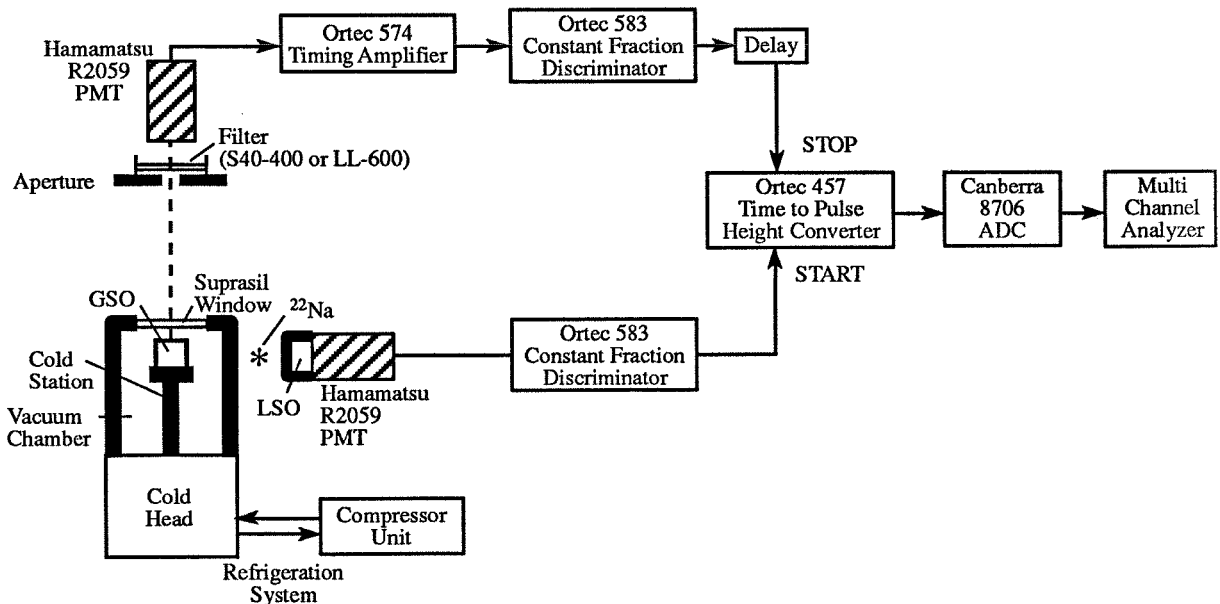 Hamamatsu
R2059
PMT
Ortec 574
Timing Amplifier
Ortec 583
Constant Fraction
Discriminator
Delay
Filter
(S40-400 or LL-600)
Aperture
STOP
Ortec 457
Time to Pulse
Height Converter
Canberra
8706
ADC
Multi
Channel
Analyzer
START
GSO
Suprasil
Window
22Na
*
Cold
Station
LSO
Vacuum
Chamber
Hamamatsu
R2059
PMT
Ortec 583
Constant Fraction
Discriminator
Cold
Head
Compressor
Unit
Refrigeration
System